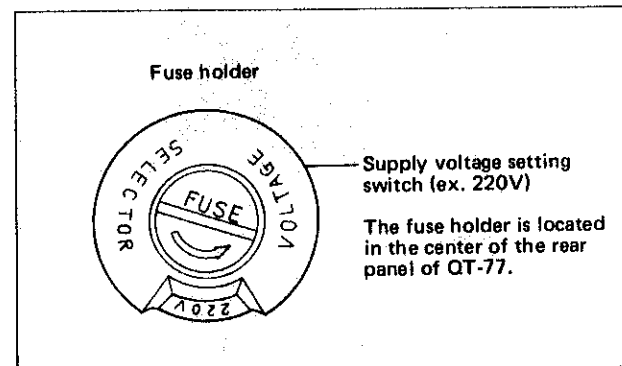 Fuse holder
SELECTOR
VOLTAGE
FUSE
220V
Supply voltage setting
switch (ex. 220V)
The fuse holder is located
in the center of the rear
panel of QT-77.